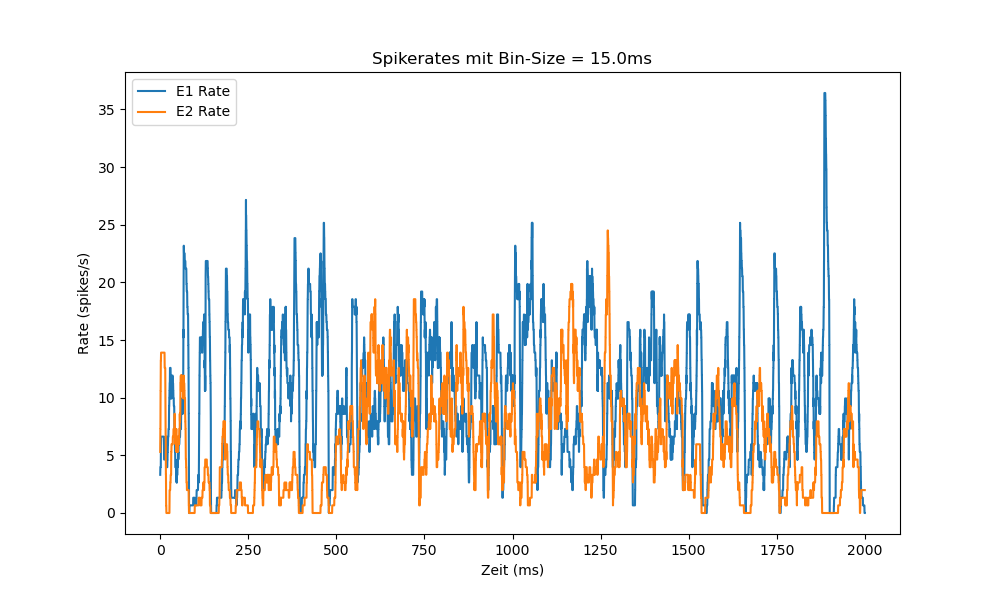 Spikerates mit Bin-Size = 15.0ms
E1 Rate
E2 Rate
Rate (spikes/s)
35
30
25
20
15
10
5
0
0 250 500 750 1000 1250 1500 1750 2000
Zeit (ms)